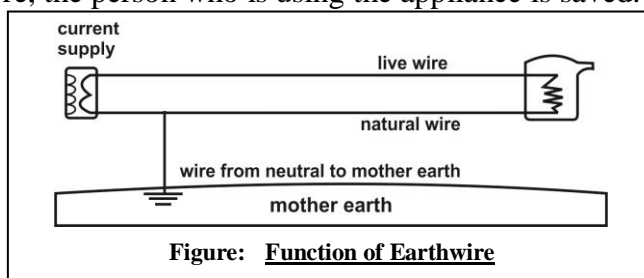 re, the person who is using the appliance is saved.
current
supply
live wire
natural wire
wire from neutral to mother earth
mother earth
Figure: Function of Earthwire